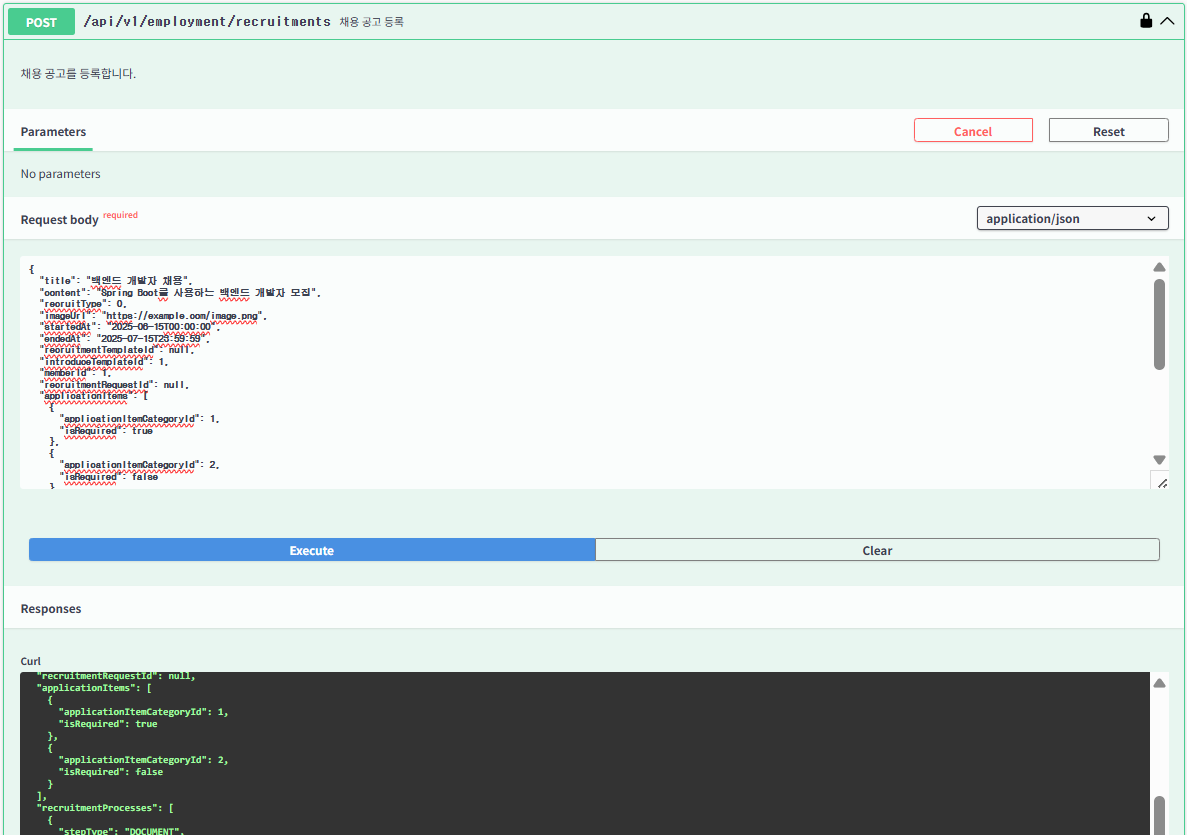 POST /api/v1/employment/recruitments 채용 공고 등록
채용 공고를 등록합니다.
Parameters
Cancel
Reset
No parameters
Request body required
application/json
{
"title": "백엔드 개발자 채용",
"content": "Spring Boot를 사용하는 백엔드 개발자 모집",
"recruitType": 0,
"imageUrl": "https://example.com/image.png",
"startedAt": "2025-06-15T00:00:00",
"endedAt": "2025-07-15T23:59:59",
"recruitmentTemplateId": null,
"introduceTemplateId": 1,
"memberId": 1,
"recruitmentRequestId": null,
"applicationItems": [
{
"applicationItemCategoryId": 1,
"isRequired": true
},
{
"applicationItemCategoryId": 2,
"isRequired": false
}
Execute
Clear
Responses
Curl
"recruitmentRequestId": null,
"applicationItems": [
{
"applicationItemCategoryId": 1,
"isRequired": true
},
{
"applicationItemCategoryId": 2,
"isRequired": false
}
],
"recruitmentProcesses": [
{
"stepType": "DOCUMENT",